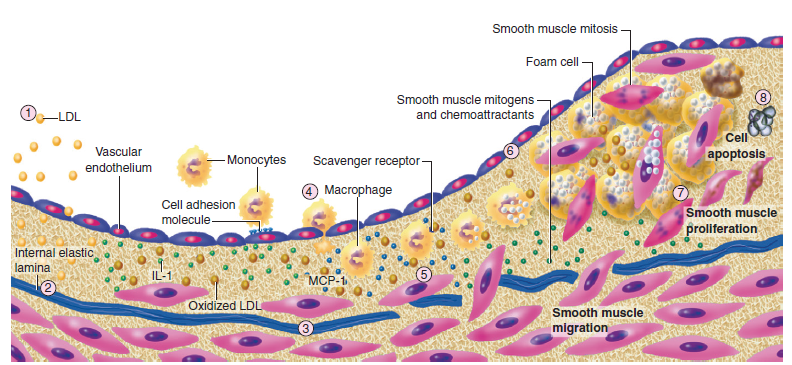 Smooth muscle mitosis
Foam cell
1
LDL
Smooth muscle mitogens
and chemoattractants
8
Vascular
endothelium
Monocytes
Scavenger receptor
6
Cell
apoptosis
4
Macrophage
7
Cell adhesion
molecule
Smooth muscle
proliferation
Internal elastic
lamina
2
IL-1
MCP-1
5
Oxidized LDL
3
Smooth muscle
migration